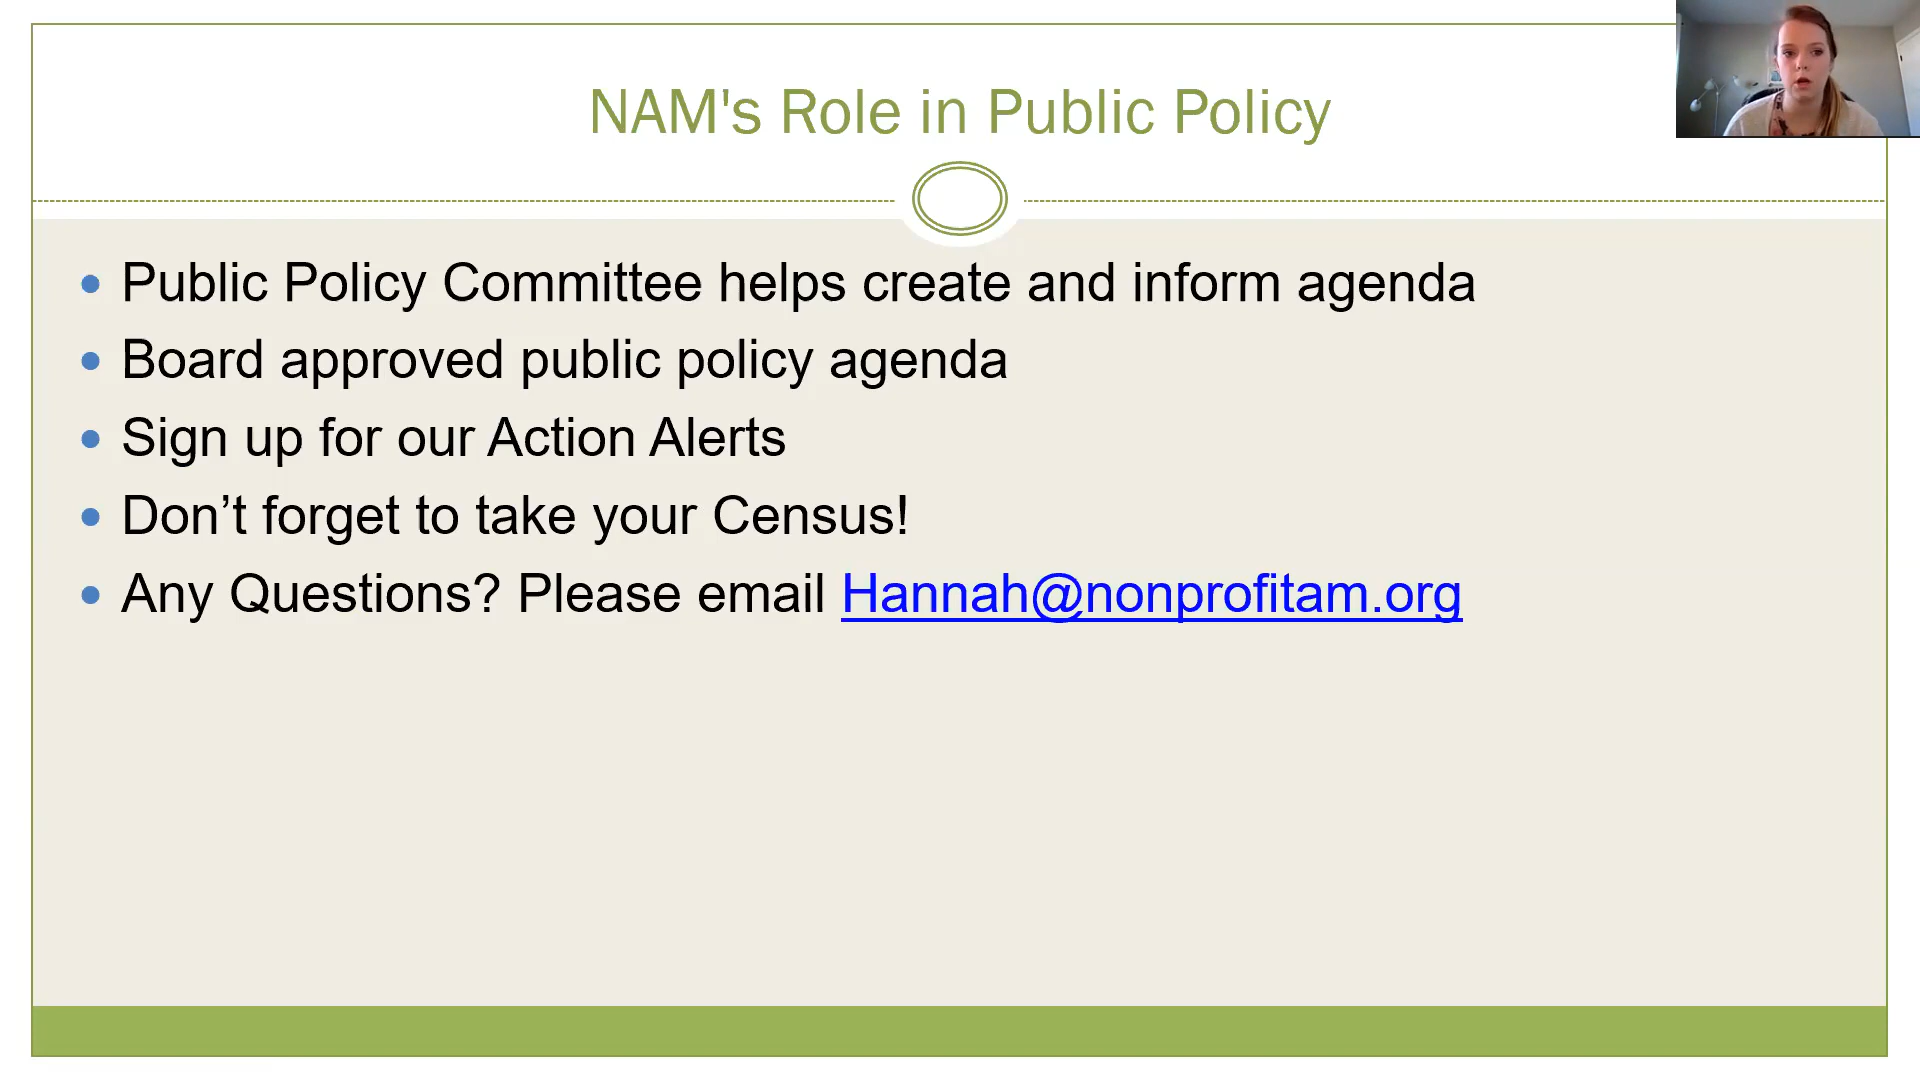 NAM's Role in Public Policy
Public Policy Committee helps create and inform agenda
Board approved public policy agenda
Sign up for our Action Alerts
Don’t forget to take your Census!
Any Questions? Please email Hannah@nonprofitam.org